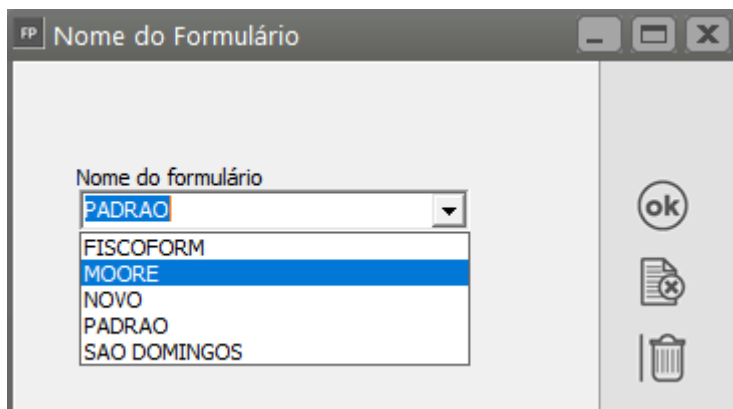 FP Nome do Formulário
Nome do formulário
PADRAO
ok
FISCOFORM
MOORE
NOVO
PADRAO
SAO DOMINGOS